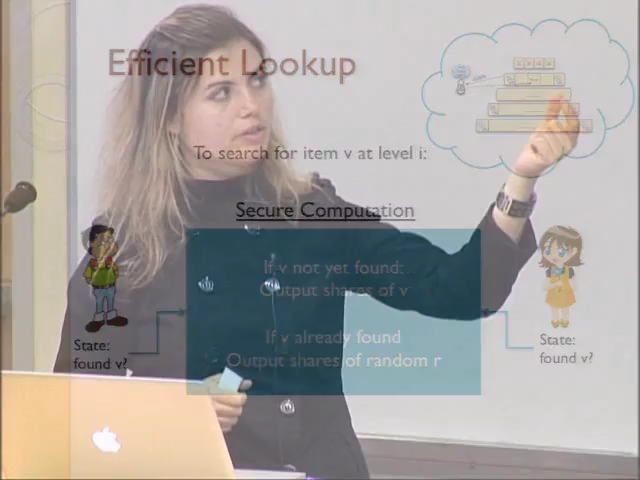 Efficient Lookup
To search for item v at level i:
Secure Computation
If v not yet found:
Output shares of v
If v already found
Output shares of random r
State:
found v?
State:
found v?